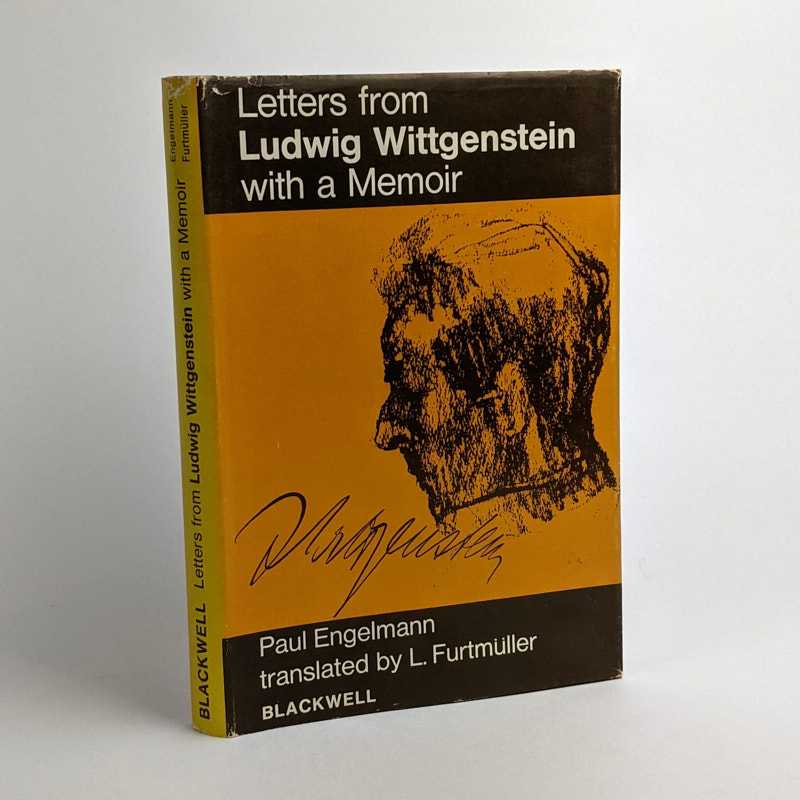 Letters from
Ludwig Wittgenstein
with a Memoir
Paul Engelmann
translated by L. Furtmüller
BLACKWELL
Engelmann
Furtmüller
Letters from Ludwig Wittgenstein with a Memoir
BLACKWELL